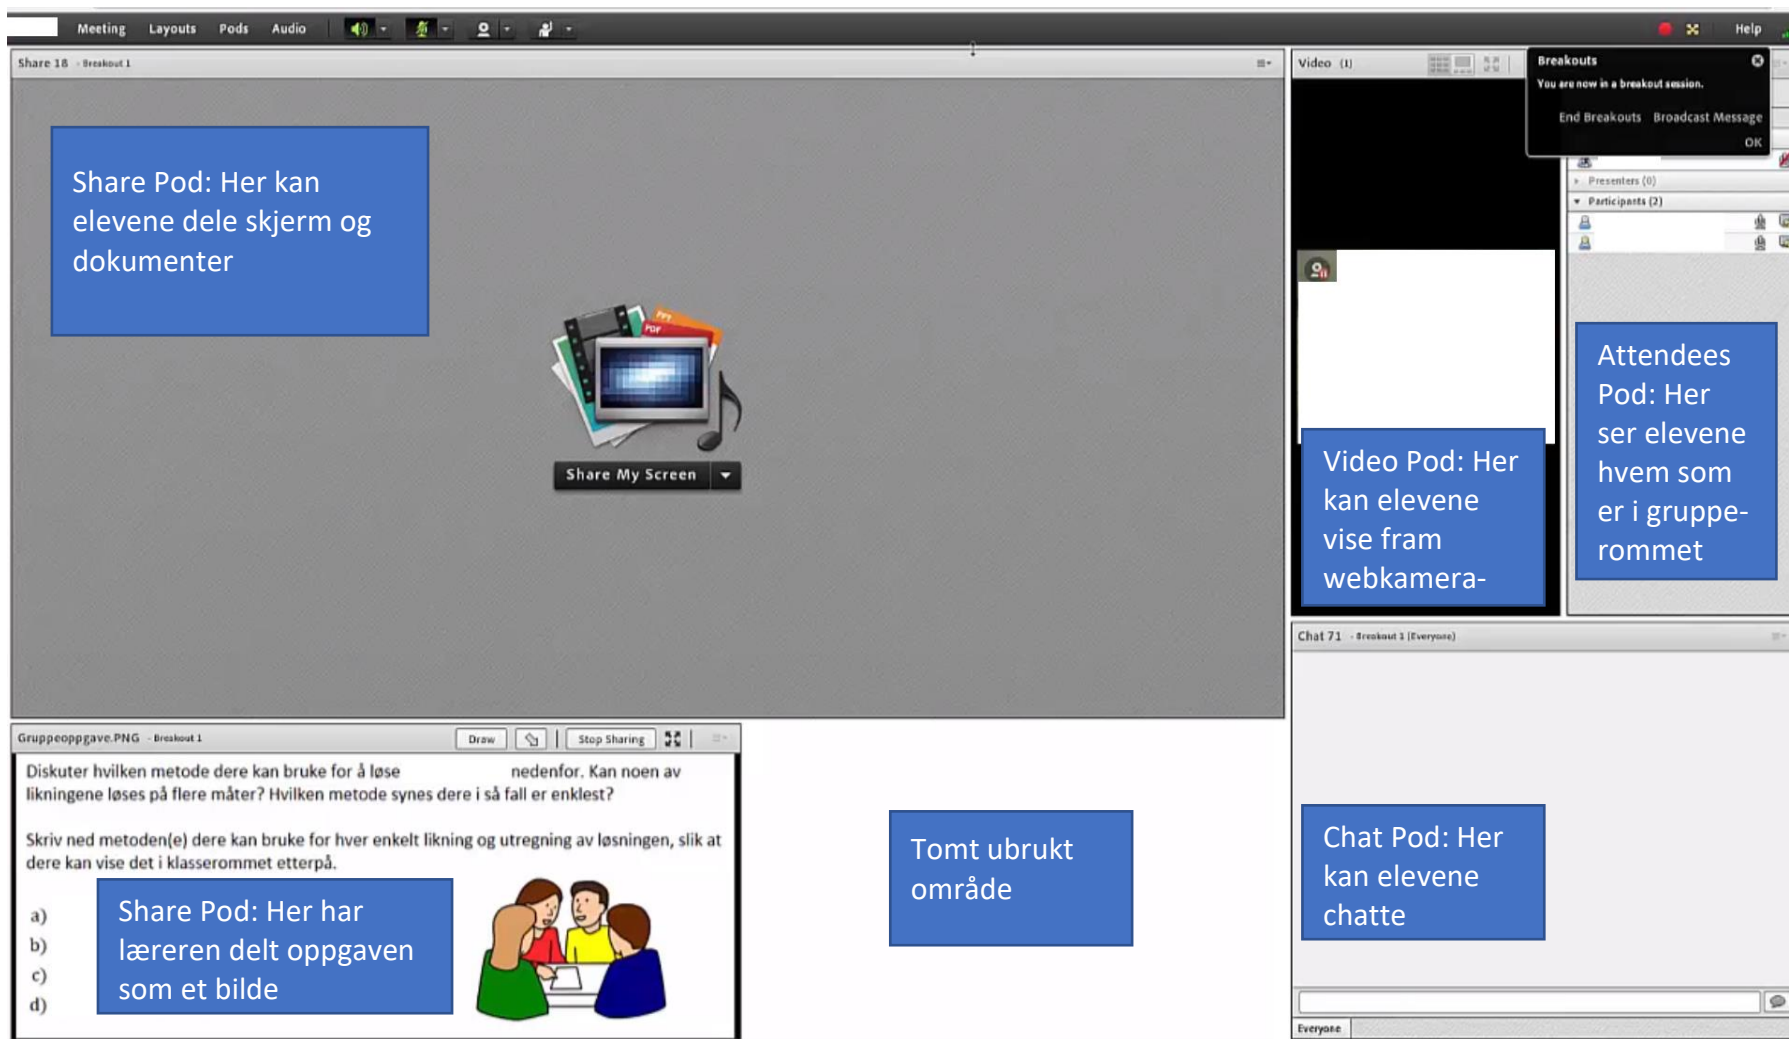 Meeting Layouts Pods Audio Help
Share 18 - Breakout 1
Share Pod: Her kan
elevene dele skjerm og
dokumenter
PPT
PDF
Share My Screen
Video (1)
Breakouts
You are now in a breakout session.
End Breakouts Broadcast Message
OK
Presenters (0)
Participants (2)
Video Pod: Her
kan elevene
vise fram
webkamera-
Attendees
Pod: Her
ser elevene
hvem som
er i gruppe-
rommet
Gruppeoppgave.PNG - Breakout 1 Draw Stop Sharing
Diskuter hvilken metode dere kan bruke for å løse nedenfor. Kan noen av
likningene løses på flere måter? Hvilken metode synes dere i så fall er enklest?
Skriv ned metoden(e) dere kan bruke for hver enkelt likning og utregning av løsningen, slik at
dere kan vise det i klasserommet etterpå.
a)
b)
c)
d)
Share Pod: Her har
læreren delt oppgaven
som et bilde
Tomt ubrukt
område
Chat 71 - Breakout 1 (Everyone)
Chat Pod: Her
kan elevene
chatte
Everyone